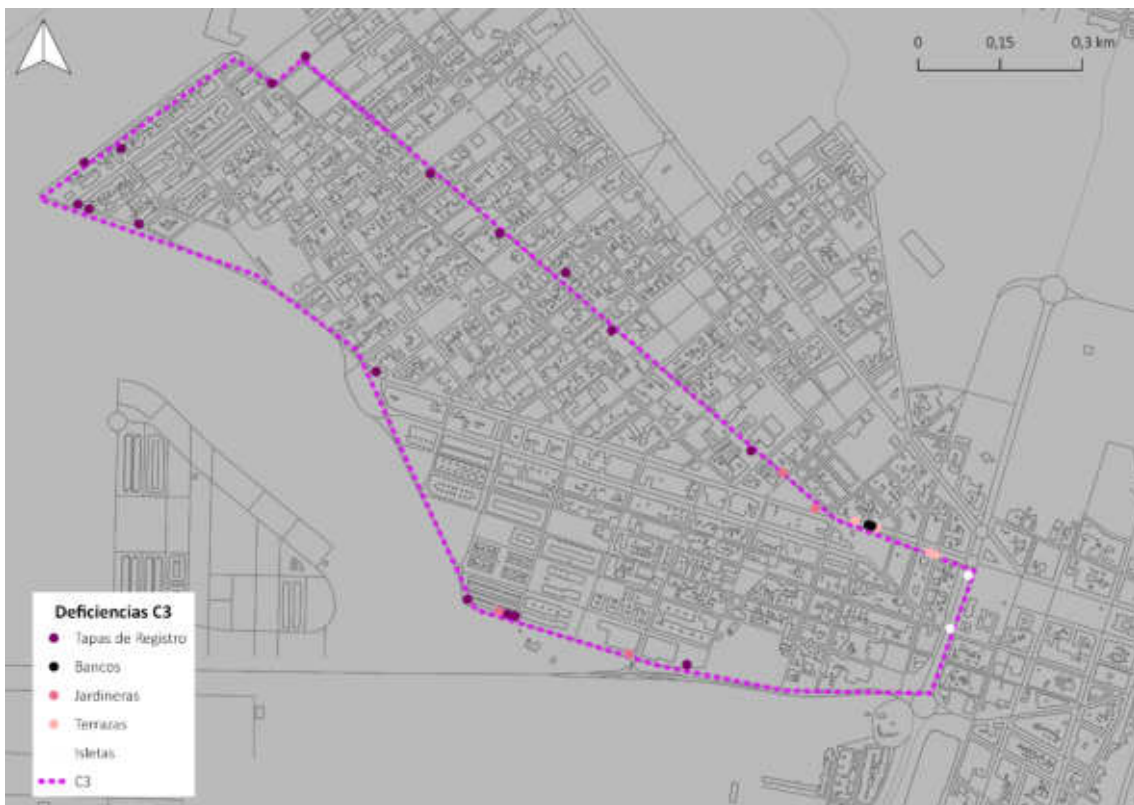 0 0,15 0,3 km
Deficiencias C3
Tapas de Registro
Bancos
Jardineras
Terrazas
Isletas
C3